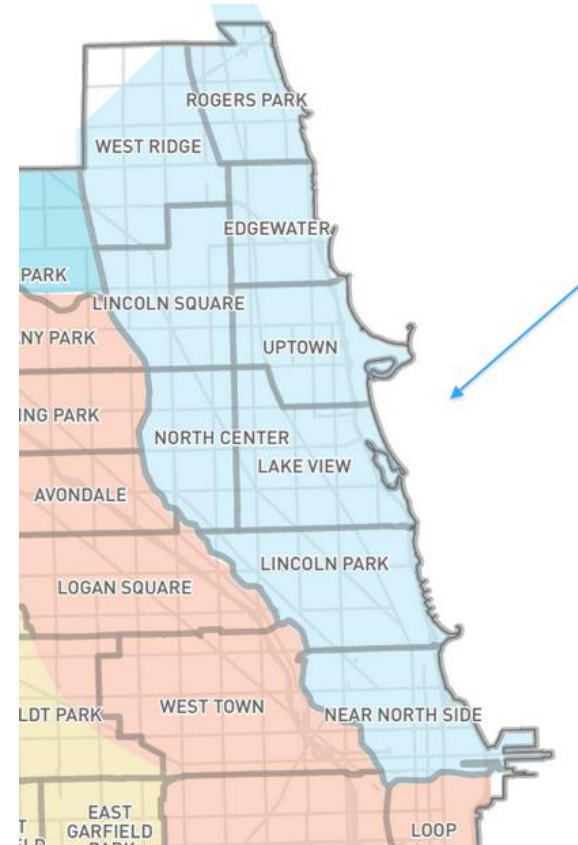 ROGERS PARK
WEST RIDGE
EDGEWATER
PARK
LINCOLN SQUARE
NY PARK
UPTOWN
ING PARK
NORTH CENTER
LAKE VIEW
AVONDALE
LINCOLN PARK
LOGAN SQUARE
WEST TOWN
LDT PARK
NEAR NORTH SIDE
EAST
GARFIELD
PARK
LOOP